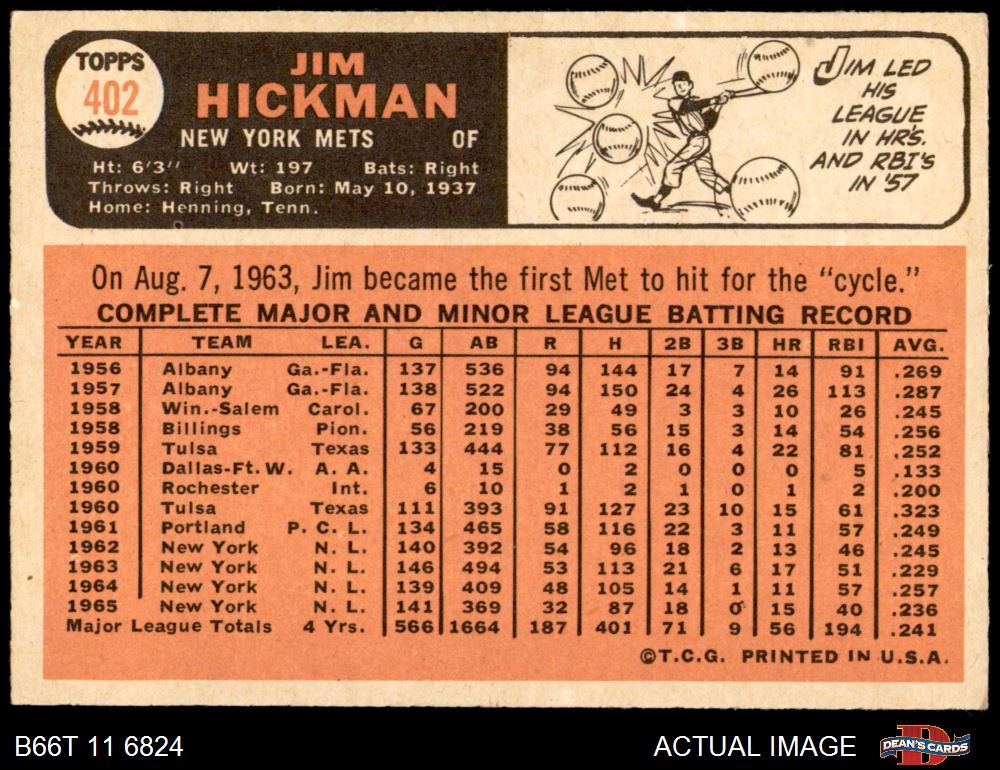 TOPPS
402
JIM
HICKMAN
NEW YORK METS OF
Ht: 6'3" Wt: 197 Bats: Right
Throws: Right Born: May 10, 1937
Home: Henning, Tenn.
JIM LED
HIS
LEAGUE
IN HR'S.
AND RBI'S
IN '57
On Aug. 7, 1963, Jim became the first Met to hit for the "cycle."
COMPLETE MAJOR AND MINOR LEAGUE BATTING RECORD
YEAR TEAM LEA. G AB R H 2B 3B HR RBI AVG.
1956 Albany Ga.-Fla. 137 536 94 144 17 7 14 91 .269
1957 Albany Ga.-Fla. 138 522 94 150 24 4 26 113 .287
1958 Win.-Salem Carol. 67 200 29 49 3 3 10 26 .245
1958 Billings Pion. 56 219 38 56 15 3 14 54 .256
1959 Tulsa Texas 133 444 77 112 16 4 22 81 .252
1960 Dallas-Ft. W. A. A. 4 15 0 2 0 0 0 5 .133
1960 Rochester Int. 6 10 1 2 1 0 1 2 .200
1960 Tulsa Texas 111 393 91 127 23 10 15 61 .323
1961 Portland P. C. L. 134 465 58 116 22 3 11 57 .249
1962 New York N. L. 140 392 54 96 18 2 13 46 .245
1963 New York N. L. 146 494 53 113 21 6 17 51 .229
1964 New York N. L. 139 409 48 105 14 1 11 57 .257
1965 New York N. L. 141 369 32 87 18 0 15 40 .236
Major League Totals 4 Yrs. 566 1664 187 401 71 9 56 194 .241
©T.C.G. PRINTED IN U.S.A.
B66T 11 6824
ACTUAL IMAGE
D
DEAN'S CARDS